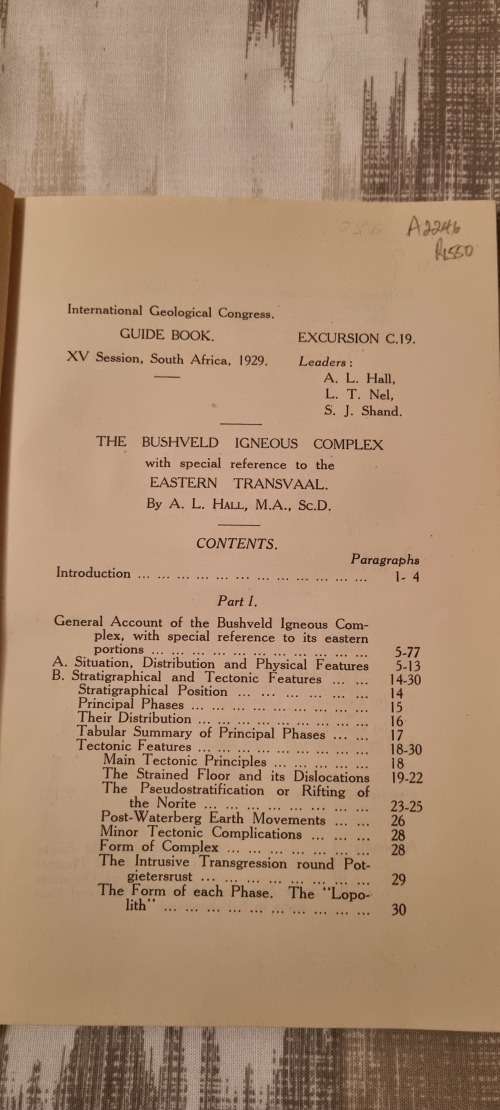 A2246
R1550
International Geological Congress.
GUIDE BOOK.
EXCURSION C.19.
XV Session, South Africa, 1929.
Leaders :
A. L. Hall,
L. T. Nel,
S. J. Shand.
THE BUSHVELD IGNEOUS COMPLEX
with special reference to the
EASTERN TRANSVAAL.
By A. L. HALL, M.A., Sc.D.
CONTENTS.
Paragraphs
Introduction ... ... ... ... ... ... ... ... ... ... ... ... 1- 4
Part I.
General Account of the Bushveld Igneous Com-
plex, with special reference to its eastern
portions ... ... ... ... ... ... ... ... ... ... ... 5-77
A. Situation, Distribution and Physical Features 5-13
B. Stratigraphical and Tectonic Features ... ... 14-30
Stratigraphical Position ... ... ... ... ... ... ... 14
Principal Phases ... ... ... ... ... ... ... ... ... 15
Their Distribution ... ... ... ... ... ... ... ... ... 16
Tabular Summary of Principal Phases ... ... 17
Tectonic Features ... ... ... ... ... ... ... ... ... 18-30
Main Tectonic Principles ... ... ... ... ... ... 18
The Strained Floor and its Dislocations 19-22
The Pseudostratification or Rifting of
the Norite ... ... ... ... ... ... ... ... ... 23-25
Post-Waterberg Earth Movements ... ... 26
Minor Tectonic Complications ... ... ... 28
Form of Complex ... ... ... ... ... ... ... ... 28
The Intrusive Transgression round Pot-
gietersrust ... ... ... ... ... ... ... ... ... 29
The Form of each Phase. The "Lopo-
lith" ... ... ... ... ... ... ... ... ... ... ... 30